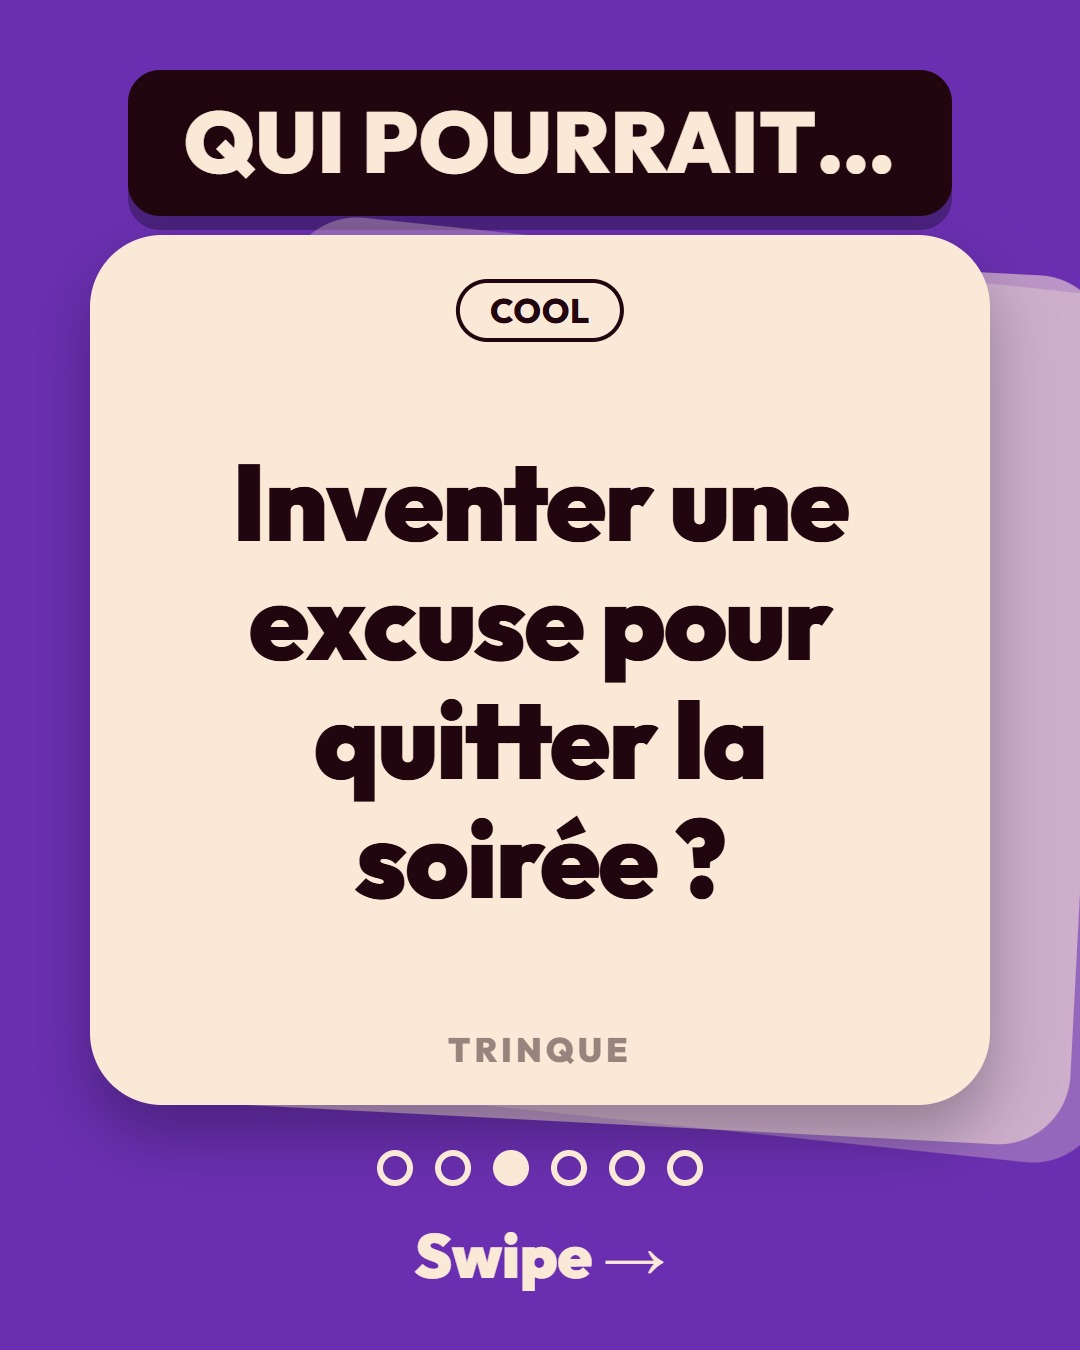 QUI POURRAIT...
COOL
Inventer une
excuse pour
quitter la
soirée ?
TRINQUE
Swipe →